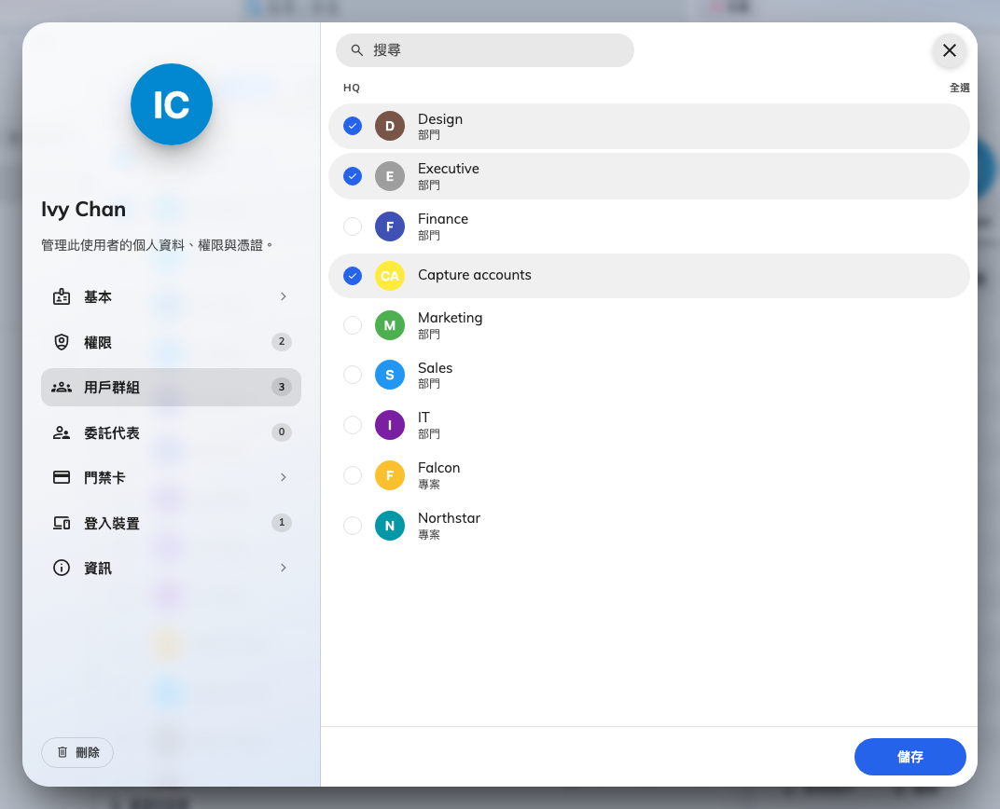 IC
Ivy Chan
管理此使用者的個人資料、權限與憑證。
基本
權限 2
用戶群組 3
委託代表 0
門禁卡
登入裝置 1
資訊
刪除
搜尋
HQ 全選
D Design
部門
E Executive
部門
F Finance
部門
CA Capture accounts
M Marketing
部門
S Sales
部門
I IT
部門
F Falcon
專案
N Northstar
專案
儲存